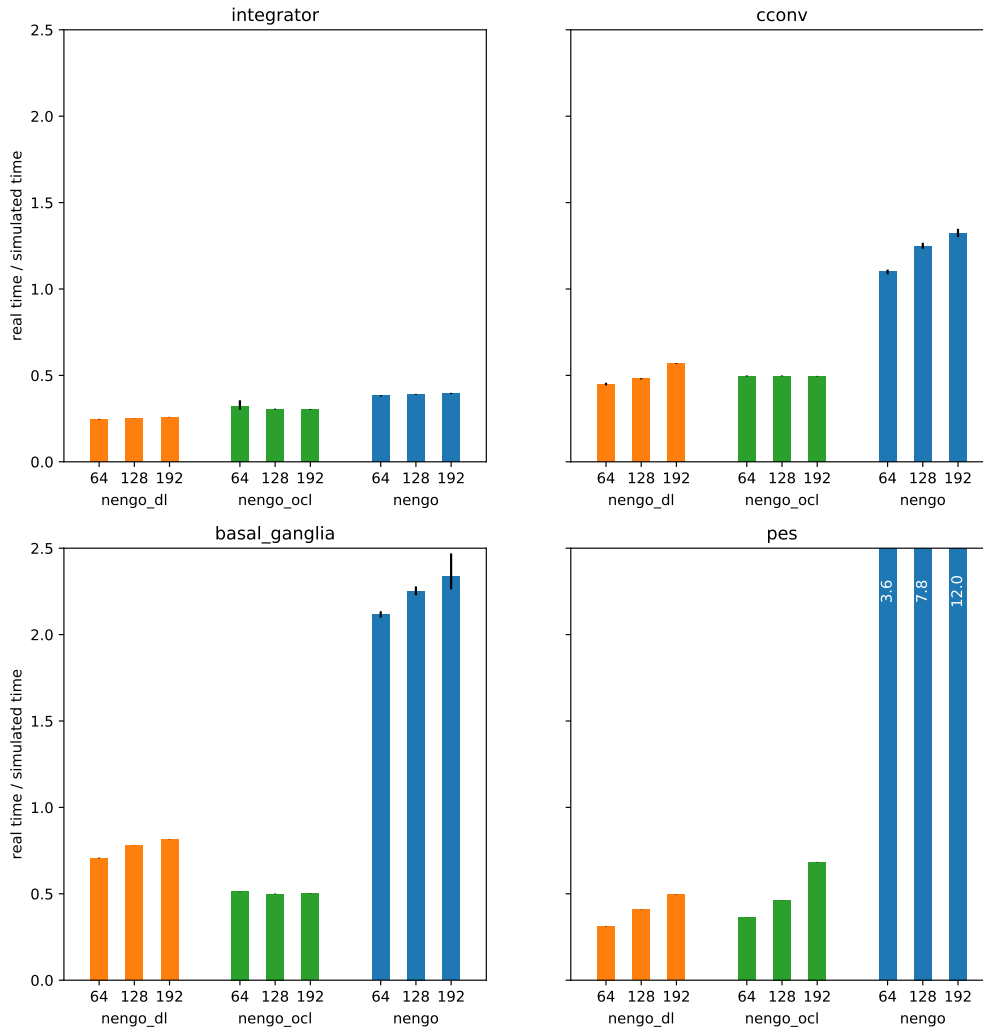 integrator
cconv
2.5
2.0
1.5
1.0
0.5
0.0
real time / simulated time
64 128 192 64 128 192 64 128 192
nengo_dl nengo_ocl nengo
64 128 192 64 128 192 64 128 192
nengo_dl nengo_ocl nengo
basal_ganglia
pes
2.5
2.0
1.5
1.0
0.5
0.0
real time / simulated time
3.6
7.8
12.0
64 128 192 64 128 192 64 128 192
nengo_dl nengo_ocl nengo
64 128 192 64 128 192 64 128 192
nengo_dl nengo_ocl nengo